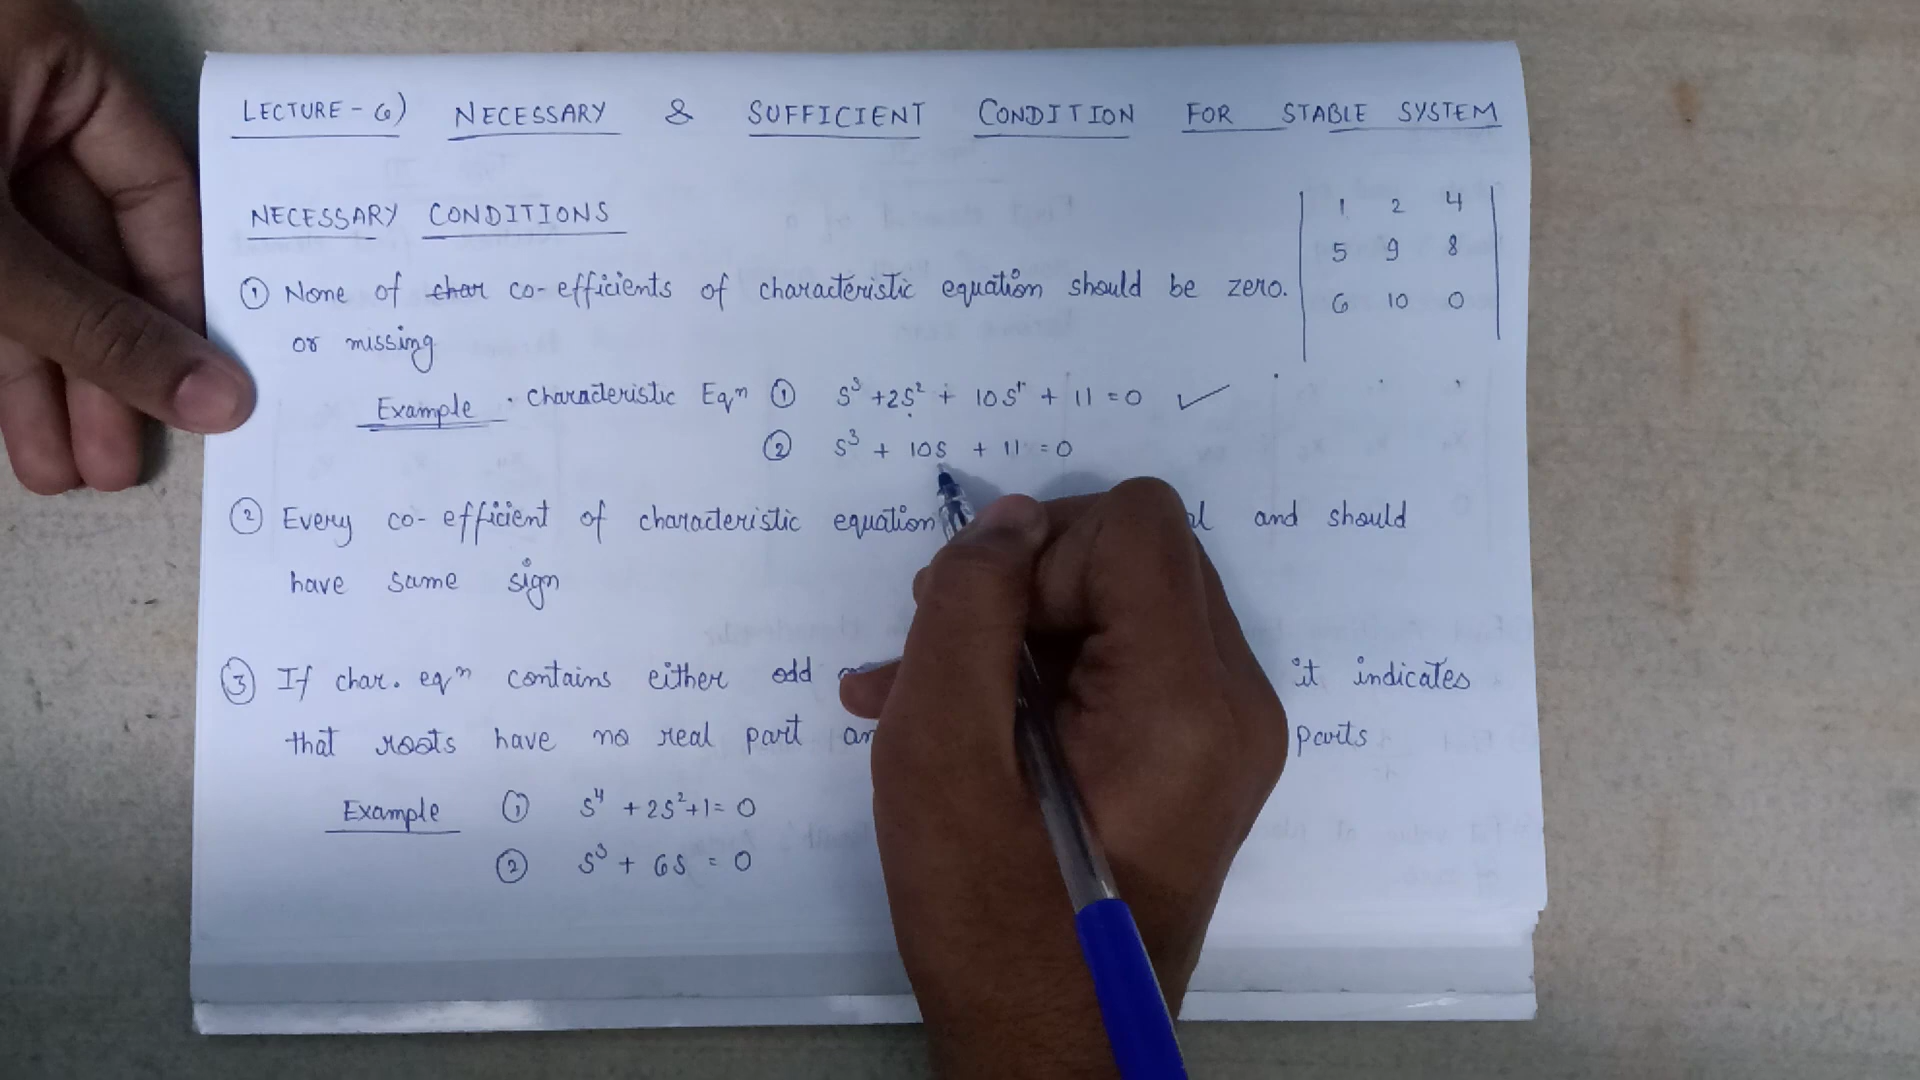 LECTURE - 6) NECESSARY & SUFFICIENT CONDITION FOR STABLE SYSTEM
NECESSARY CONDITIONS
① None of char co-efficients of characteristic equation should be zero.
or missing
1 2 4
5 9 8
6 10 0
Example . Characteristic Eqⁿ ① S³ + 2S² + 10S¹ + 11 = 0 ✓
② S³ + 10S + 11 = 0
② Every co-efficient of characteristic equation and should
have same sign
③ If char. eqⁿ contains either odd it indicates
that roots have no real part parts
Example ① S⁴ + 2S² + 1 = 0
② S³ + 6S = 0